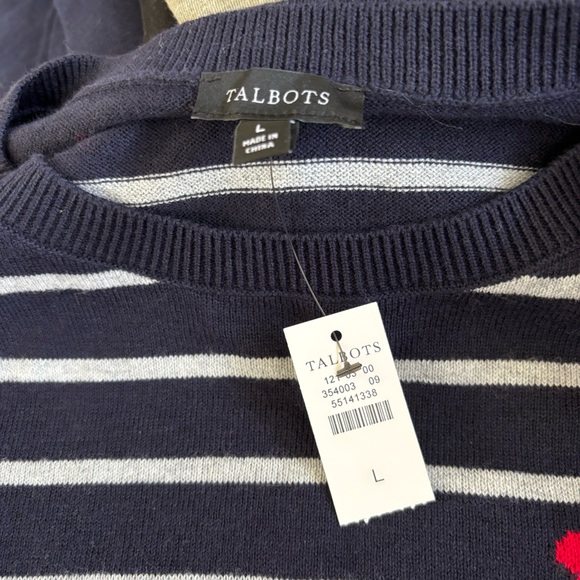 TALBOTS
L
MADE IN
CHINA
TALBOTS
354003 09
55141338
L